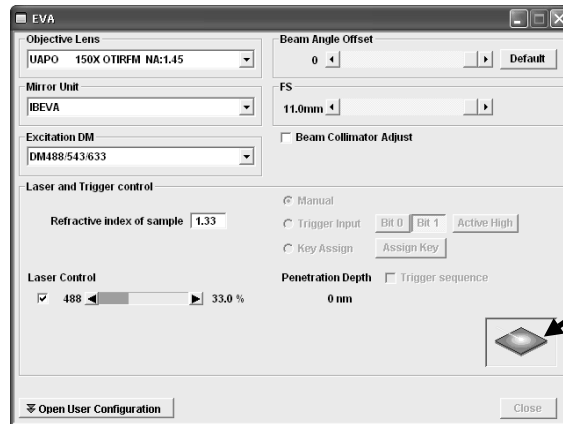 EVA
Objective Lens
UAPO 150X OTIRFM NA:1.45
Beam Angle Offset
0
Default
Mirror Unit
IBEVA
FS
11.0mm
Excitation DM
DM488/543/633
Beam Collimator Adjust
Laser and Trigger control
Refractive index of sample 1.33
Manual
Trigger Input Bit 0 Bit 1 Active High
Key Assign Assign Key
Laser Control
488 33.0 %
Penetration Depth Trigger sequence
0 nm
Open User Configuration
Close